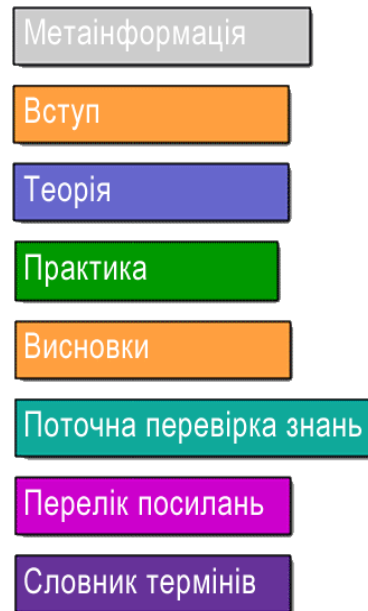 Метаінформація
Вступ
Теорія
Практика
Висновки
Поточна перевірка знань
Перелік посилань
Словник термінів